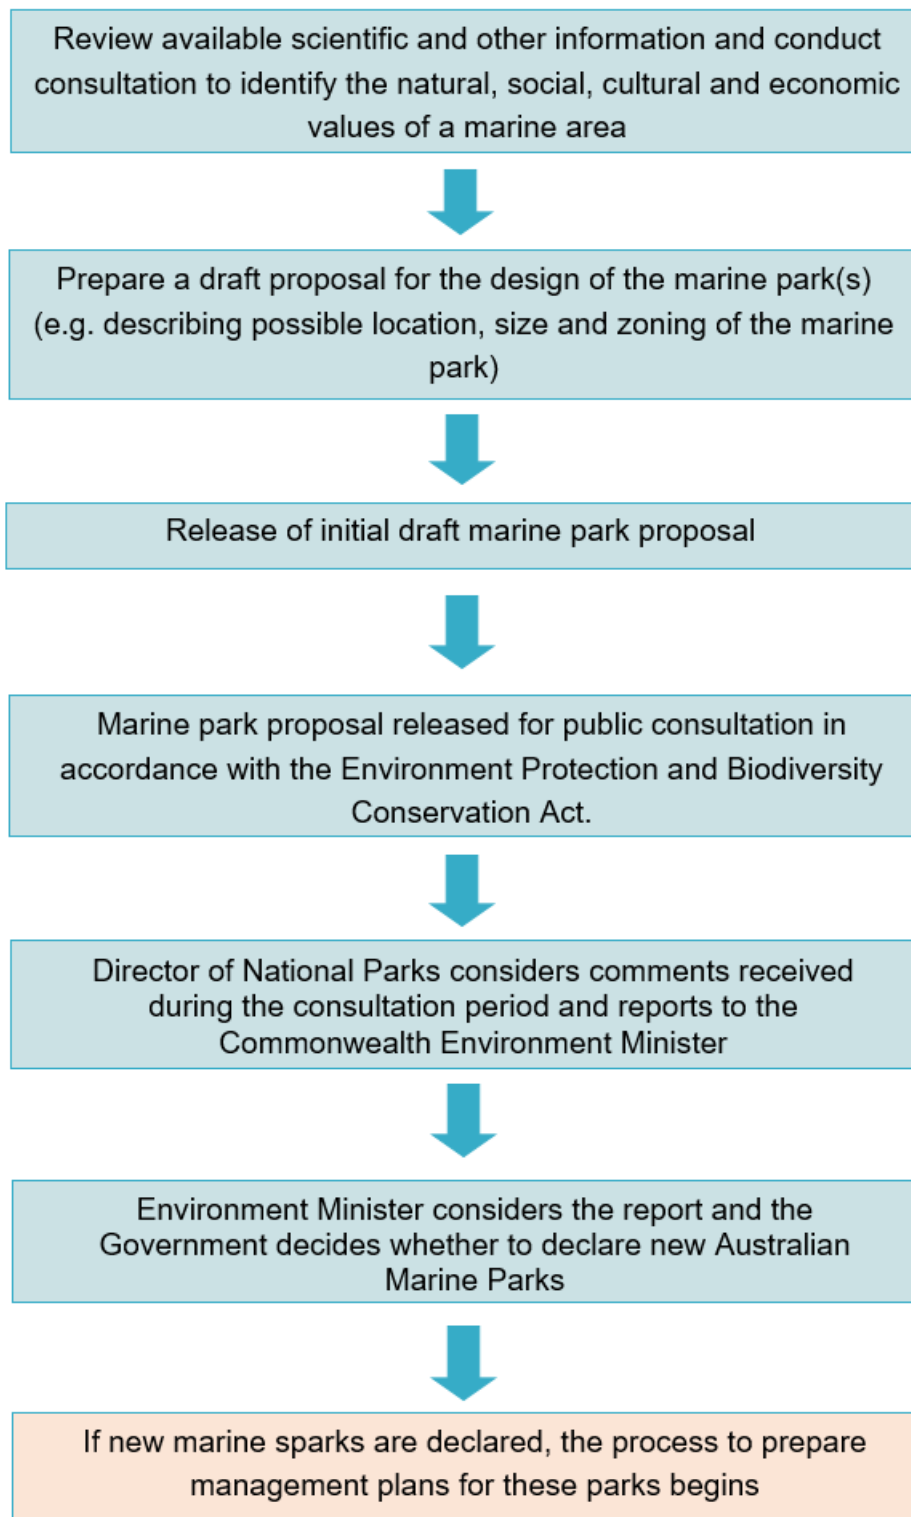 Review available scientific and other information and conduct
consultation to identify the natural, social, cultural and economic
values of a marine area
Prepare a draft proposal for the design of the marine park(s)
(e.g. describing possible location, size and zoning of the marine
park)
Release of initial draft marine park proposal
Marine park proposal released for public consultation in
accordance with the Environment Protection and Biodiversity
Conservation Act.
Director of National Parks considers comments received
during the consultation period and reports to the
Commonwealth Environment Minister
Environment Minister considers the report and the
Government decides whether to declare new Australian
Marine Parks
If new marine sparks are declared, the process to prepare
management plans for these parks begins